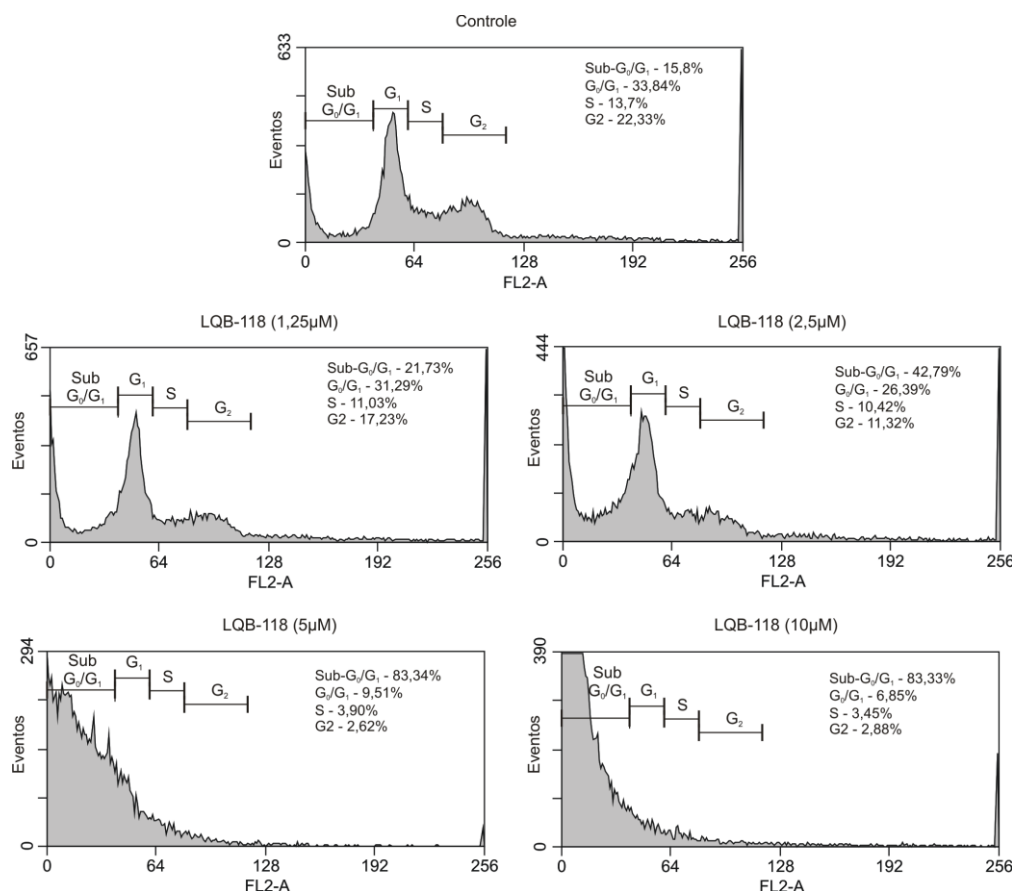 Controle
633
Eventos
0
Sub
G₀/G₁
G₁
S
G₂
Sub-G₀/G₁ - 15,8%
G₀/G₁ - 33,84%
S - 13,7%
G2 - 22,33%
0
64
128
192
256
FL2-A
LQB-118 (1,25µM)
657
Eventos
0
Sub
G₀/G₁
G₁
S
G₂
Sub-G₀/G₁ - 21,73%
G₀/G₁ - 31,29%
S - 11,03%
G2 - 17,23%
0
64
128
192
256
FL2-A
LQB-118 (2,5µM)
444
Eventos
0
Sub
G₀/G₁
G₁
S
G₂
Sub-G₀/G₁ - 42,79%
G₀/G₁ - 26,39%
S - 10,42%
G2 - 11,32%
0
64
128
192
256
FL2-A
LQB-118 (5µM)
294
Eventos
0
Sub
G₀/G₁
G₁
S
G₂
Sub-G₀/G₁ - 83,34%
G₀/G₁ - 9,51%
S - 3,90%
G2 - 2,62%
0
64
128
192
256
FL2-A
LQB-118 (10µM)
390
Eventos
0
Sub
G₀/G₁
G₁
S
G₂
Sub-G₀/G₁ - 83,33%
G₀/G₁ - 6,85%
S - 3,45%
G2 - 2,88%
0
64
128
192
256
FL2-A